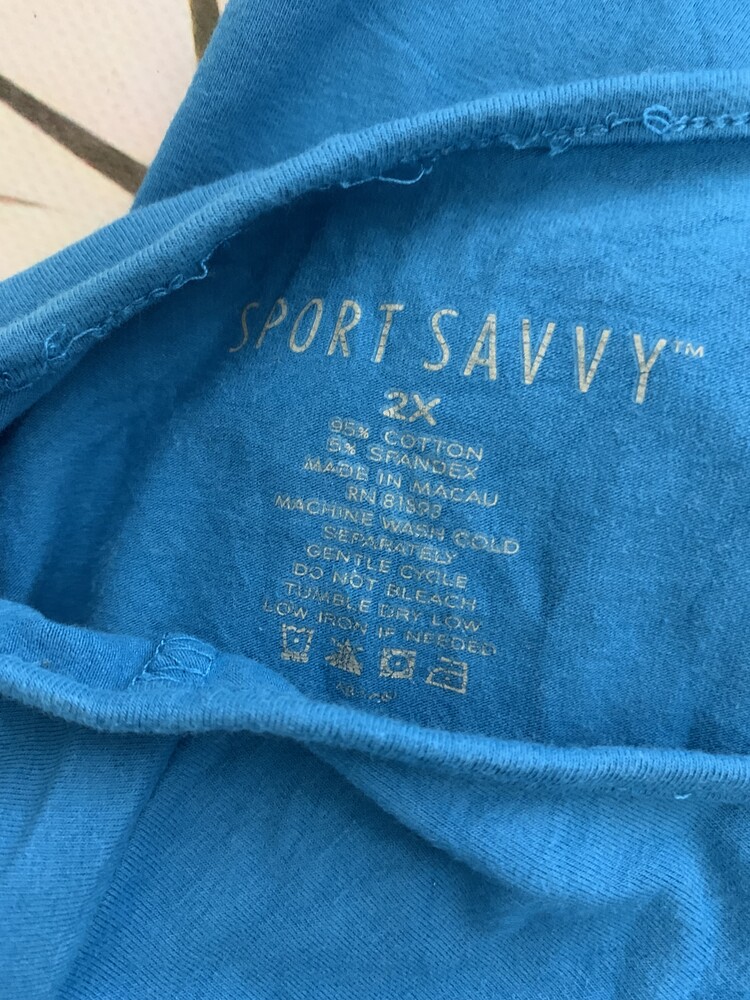 SPORT SAVVY™
2X
95% COTTON
5% SPANDEX
MADE IN MACAU
RN 81393
MACHINE WASH COLD
SEPARATELY
GENTLE CYCLE
DO NOT BLEACH
TUMBLE DRY LOW
LOW IRON IF NEEDED